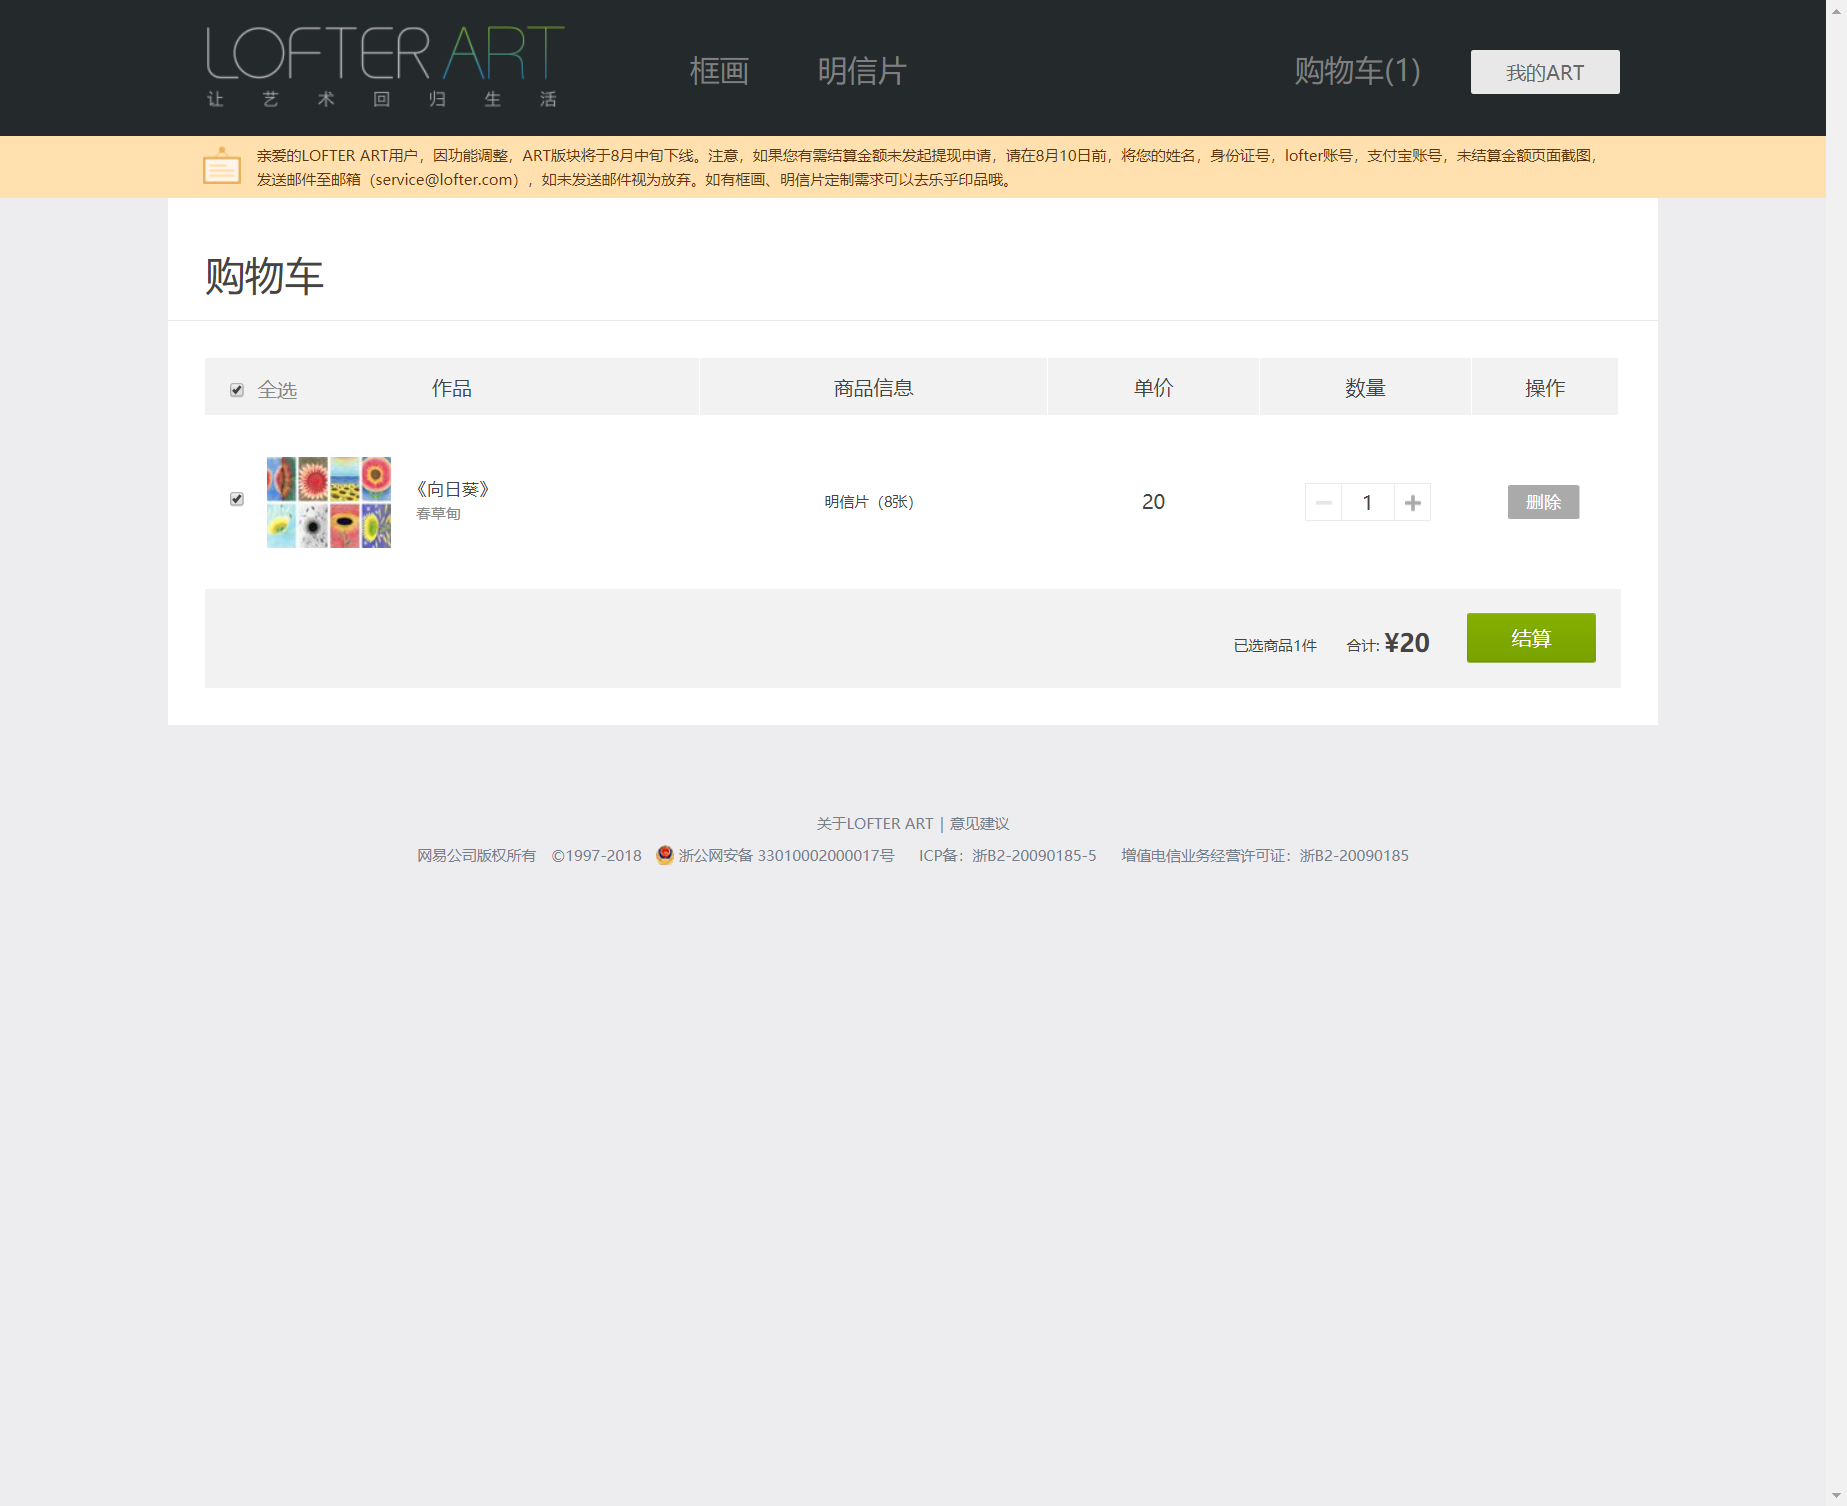 LOFTER ART
让艺术回归生活
框画
明信片
购物车(1)
我的ART
亲爱的LOFTER ART用户，因功能调整，ART版块将于8月中旬下线。注意，如果您有需结算金额未发起提现申请，请在8月10日前，将您的姓名，身份证号，lofter账号，支付宝账号，未结算金额页面截图，
发送邮件至邮箱（service@lofter.com），如未发送邮件视为放弃。如有框画、明信片定制需求可以去乐乎印品哦。
购物车
全选
作品
商品信息
单价
数量
操作
《向日葵》
春草甸
明信片（8张）
20
1
删除
已选商品1件
合计: ¥20
结算
关于LOFTER ART | 意见建议
网易公司版权所有 ©1997-2018 浙公网安备 33010002000017号 ICP备：浙B2-20090185-5 增值电信业务经营许可证：浙B2-20090185